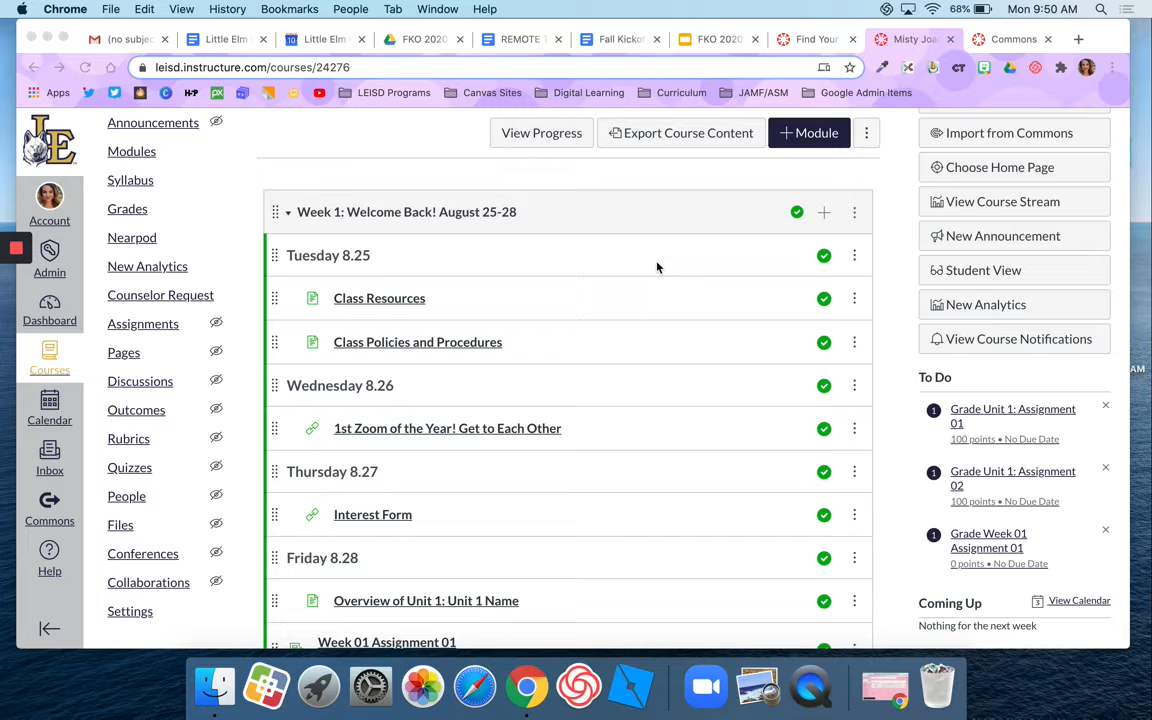 Chrome File Edit View History Bookmarks People Tab Window Help 68% Mon 9:50 AM
(no subjec Little Elm Little Elm FKO 2020 REMOTE Fall Kickof FKO 2020 Find Your Misty Joa Commons
leisd.instructure.com/courses/24276
Apps LEISD Programs Canvas Sites Digital Learning Curriculum JAMF/ASM Google Admin Items
LE
Account
Admin
Dashboard
Courses
Calendar
Inbox
Commons
Help
Announcements
Modules
Syllabus
Grades
Nearpod
New Analytics
Counselor Request
Assignments
Pages
Discussions
Outcomes
Rubrics
Quizzes
People
Files
Conferences
Collaborations
Settings
View Progress Export Course Content + Module
Week 1: Welcome Back! August 25-28
Tuesday 8.25
Class Resources
Class Policies and Procedures
Wednesday 8.26
1st Zoom of the Year! Get to Each Other
Thursday 8.27
Interest Form
Friday 8.28
Overview of Unit 1: Unit 1 Name
Week 01 Assignment 01
Import from Commons
Choose Home Page
View Course Stream
New Announcement
Student View
New Analytics
View Course Notifications
To Do
1 Grade Unit 1: Assignment
01
100 points • No Due Date
1 Grade Unit 1: Assignment
02
100 points • No Due Date
1 Grade Week 01
Assignment 01
0 points • No Due Date
Coming Up View Calendar
Nothing for the next week
AM